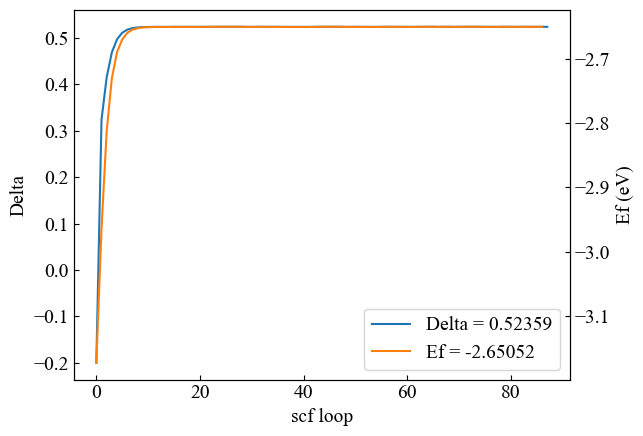 0.5
0.4
0.3
0.2
0.1
0.0
−0.1
−0.2
Delta
−2.7
−2.8
−2.9
−3.0
−3.1
Ef (eV)
Delta = 0.52359
Ef = -2.65052
0 20 40 60 80
scf loop